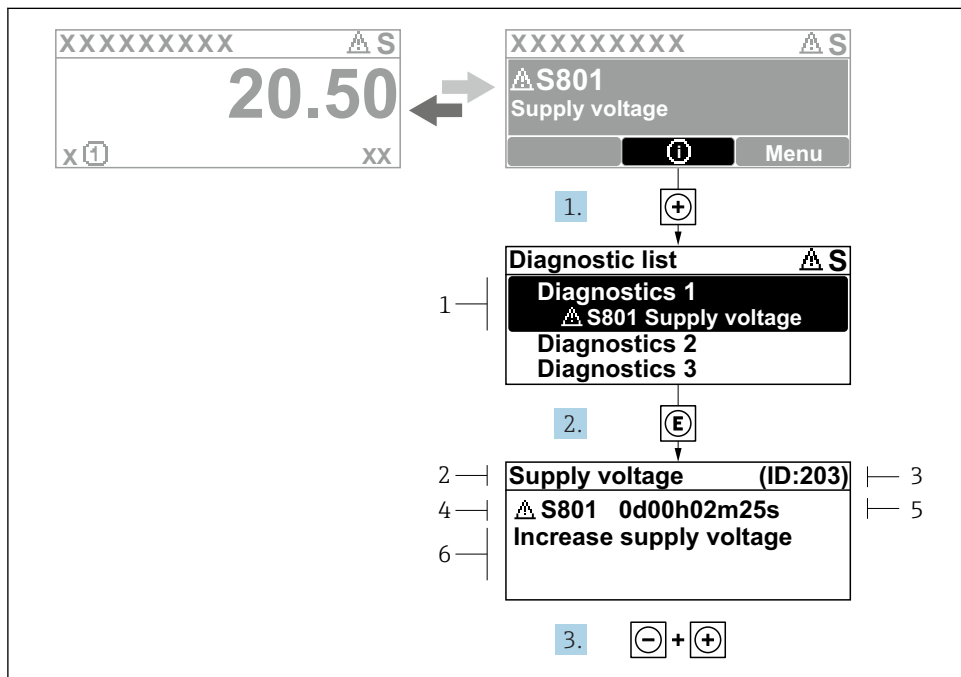 XXXXXXXXX ⚠ S
20.50
x ① xx
XXXXXXXXX ⚠ S
⚠ S801
Supply voltage
ⓘ Menu
1. +
Diagnostic list ⚠ S
1 Diagnostics 1
⚠ S801 Supply voltage
Diagnostics 2
Diagnostics 3
2. E
2 Supply voltage (ID:203) 3
4 ⚠ S801 0d00h02m25s 5
6 Increase supply voltage
3. - + +